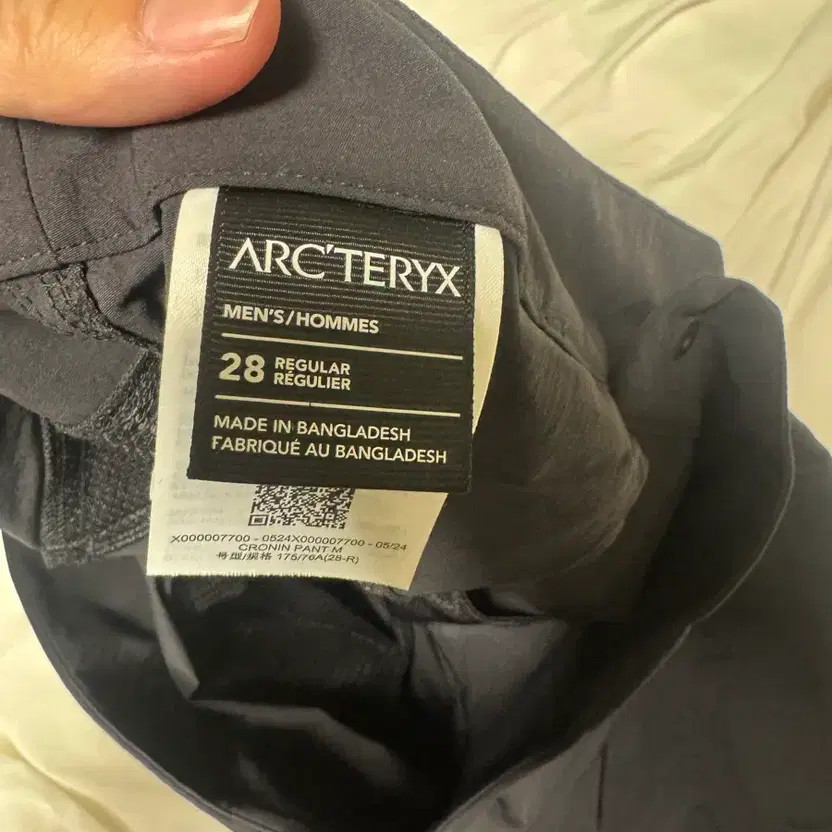 ARC'TERYX
MEN'S/HOMMES
28 REGULAR
RÉGULIER
MADE IN BANGLADESH
FABRIQUÉ AU BANGLADESH
X000007700 - 0524X000007700 - 05/24
CRONIN PANT M
号型/规格 175/76A(28-R)